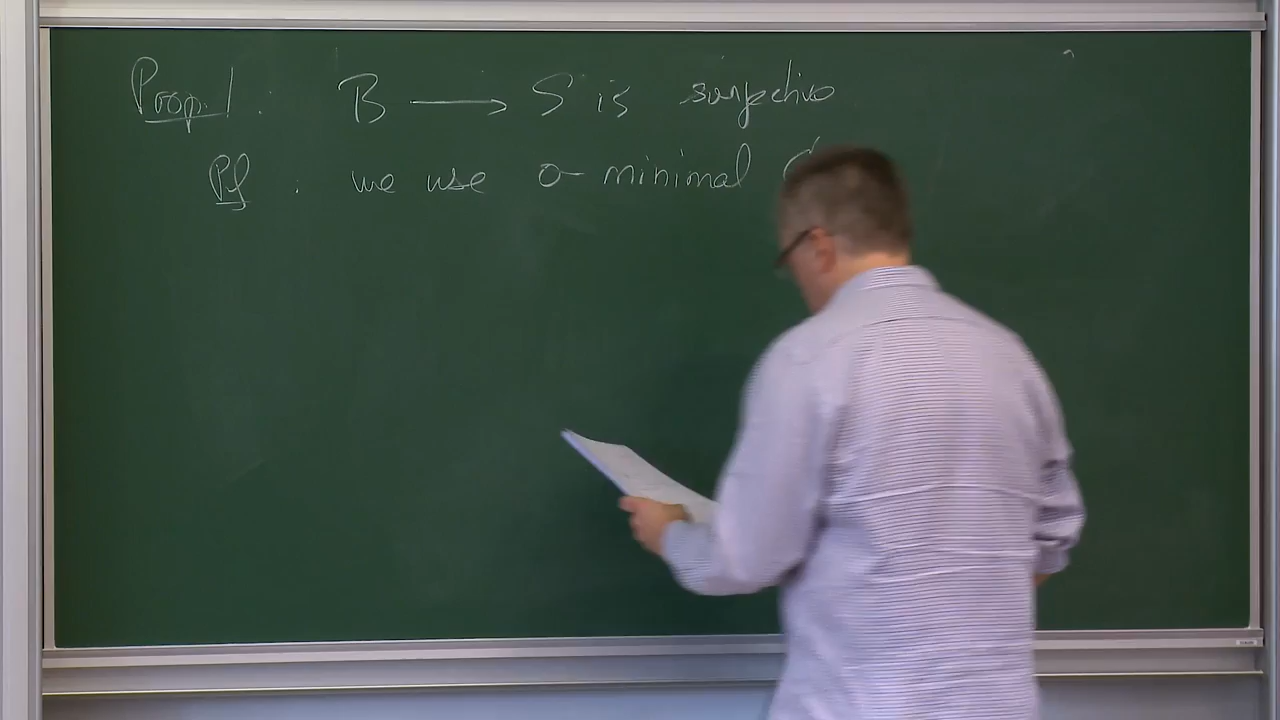 Prop 1 : B ⟶ S is surjective
Pf : we use o-minimal